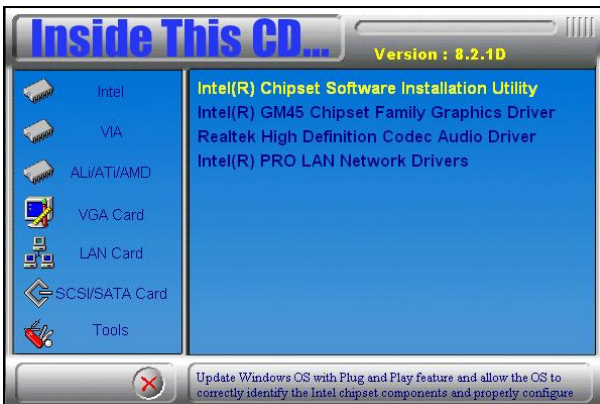 Inside This CD...
Version : 8.2.1D
Intel
VIA
ALi/ATi/AMD
VGA Card
LAN Card
SCSI/SATA Card
Tools
Intel(R) Chipset Software Installation Utility
Intel(R) GM45 Chipset Family Graphics Driver
Realtek High Definition Codec Audio Driver
Intel(R) PRO LAN Network Drivers
Update Windows OS with Plug and Play feature and allow the OS to
correctly identify the Intel chipset components and properly configure